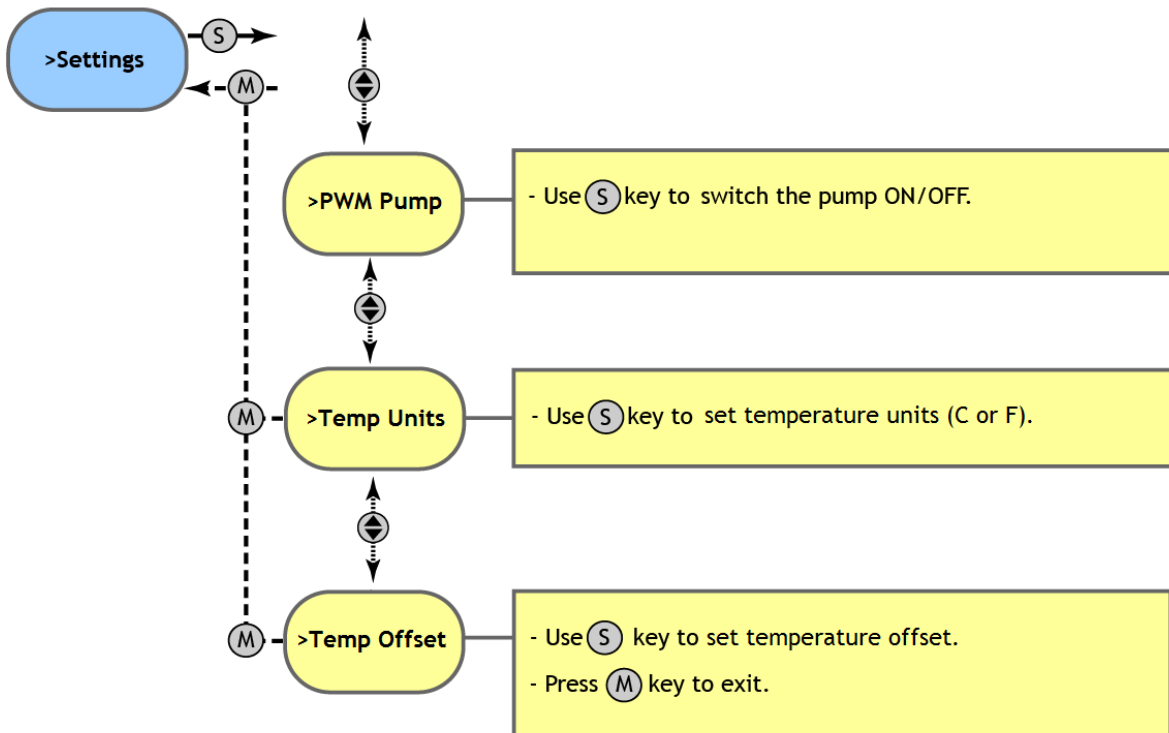 >Settings
S
M
>PWM Pump
- Use S key to switch the pump ON/OFF.
M
>Temp Units
- Use S key to set temperature units (C or F).
M
>Temp Offset
- Use S key to set temperature offset.
- Press M key to exit.